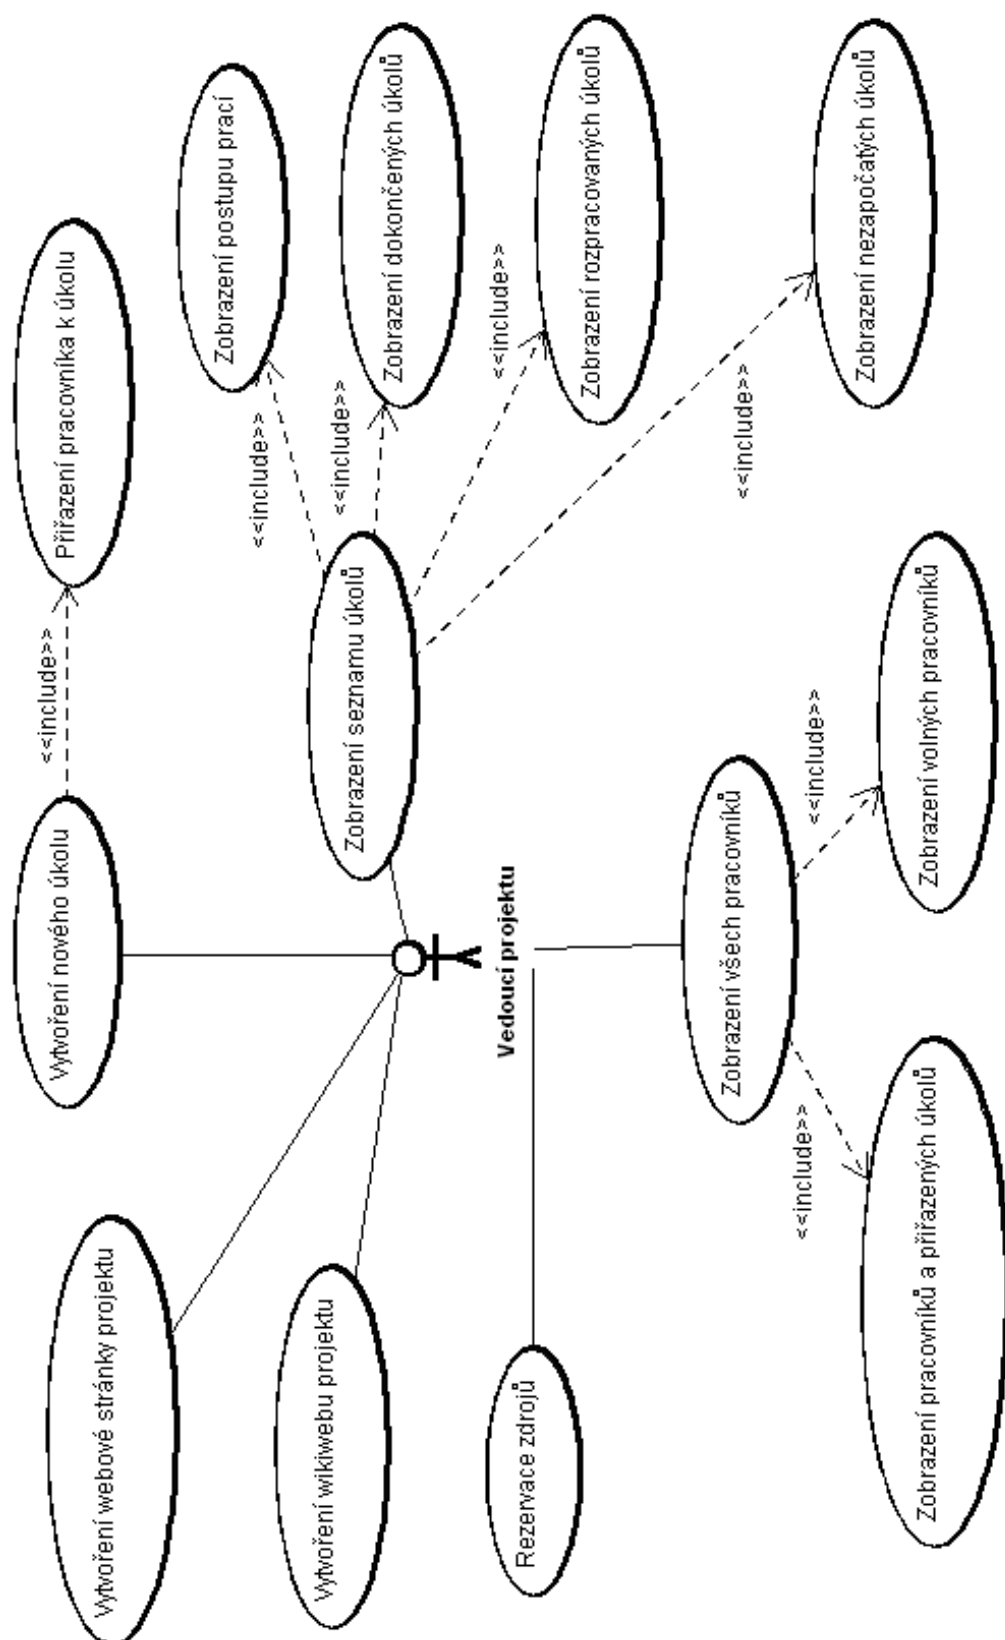 Vytvoření webové stránky projektu
Vytvoření nového úkolu
<<include>>
Přiřazení pracovníka k úkolu
Zobrazení postupu prací
<<include>>
Vytvoření wikiwebu projektu
Zobrazení seznamu úkolů
<<include>>
Zobrazení dokončených úkolů
Vedoucí projektu
<<include>>
Rezervace zdrojů
Zobrazení rozpracovaných úkolů
Zobrazení všech pracovníků
<<include>>
<<include>>
<<include>>
Zobrazení nezapočatých úkolů
Zobrazení pracovníků a přiřazených úkolů
Zobrazení volných pracovníků